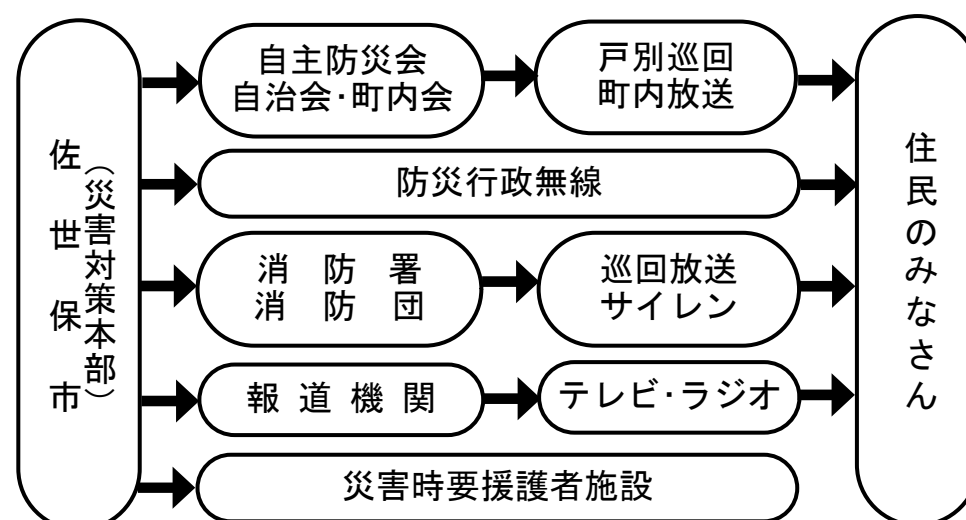 佐世保市
（災害対策本部）
自主防災会
自治会・町内会
戸別巡回
町内放送
防災行政無線
消防署
消防団
巡回放送
サイレン
報道機関
テレビ・ラジオ
災害時要援護者施設
住民のみなさん